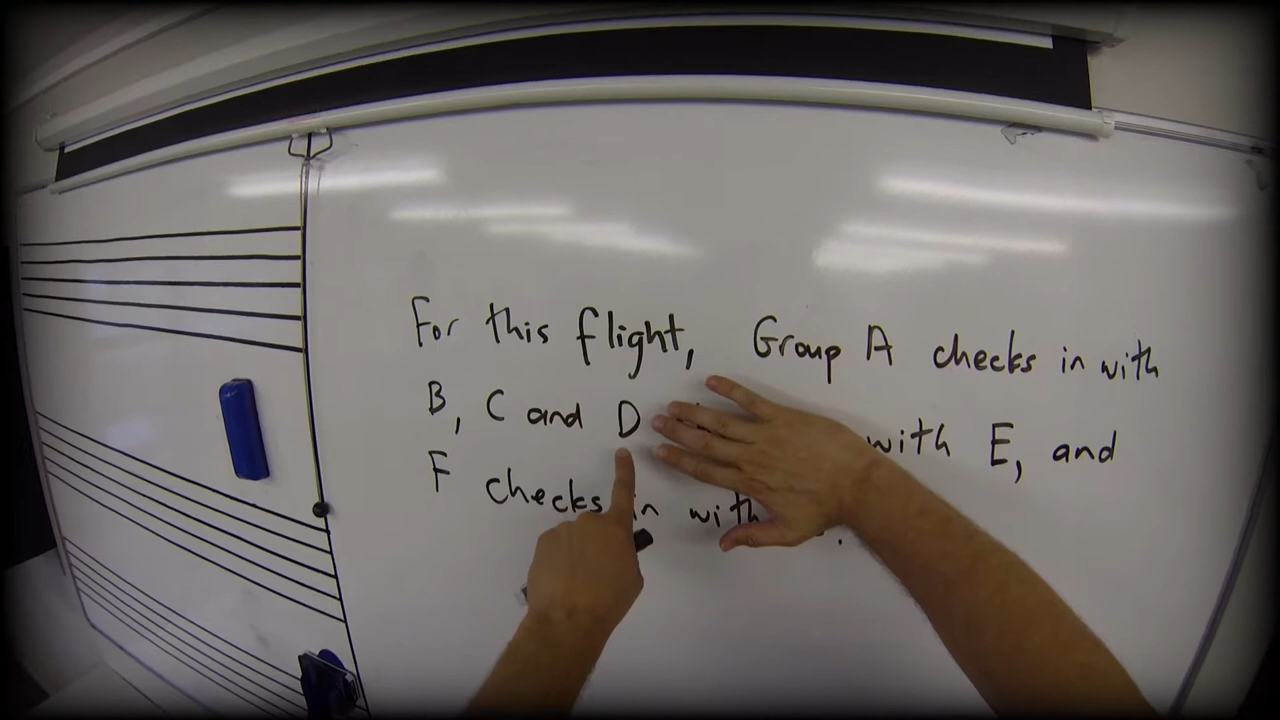 For this flight, Group A checks in with
B, C and D with E, and
F checks in with